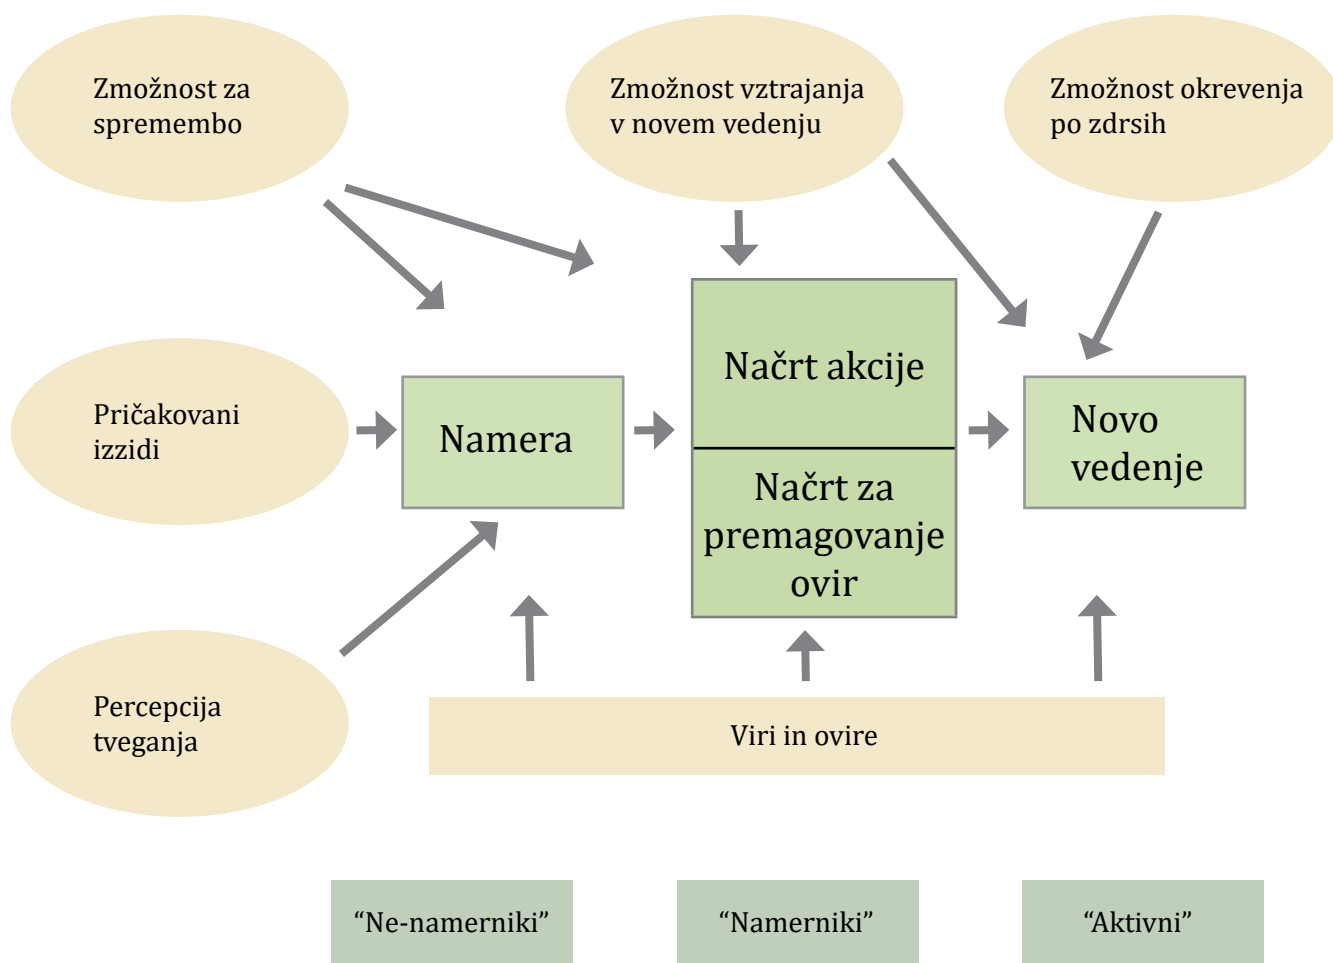 Zmožnost za
spremembo
Zmožnost vztrajanja
v novem vedenju
Zmožnost okrevenja
po zdrsih
Pričakovani
izzidi
Namera
Načrt akcije
Načrt za
premagovanje
ovir
Novo
vedenje
Percepcija
tveganja
Viri in ovire
“Ne-namerniki”
“Namerniki”
“Aktivni”